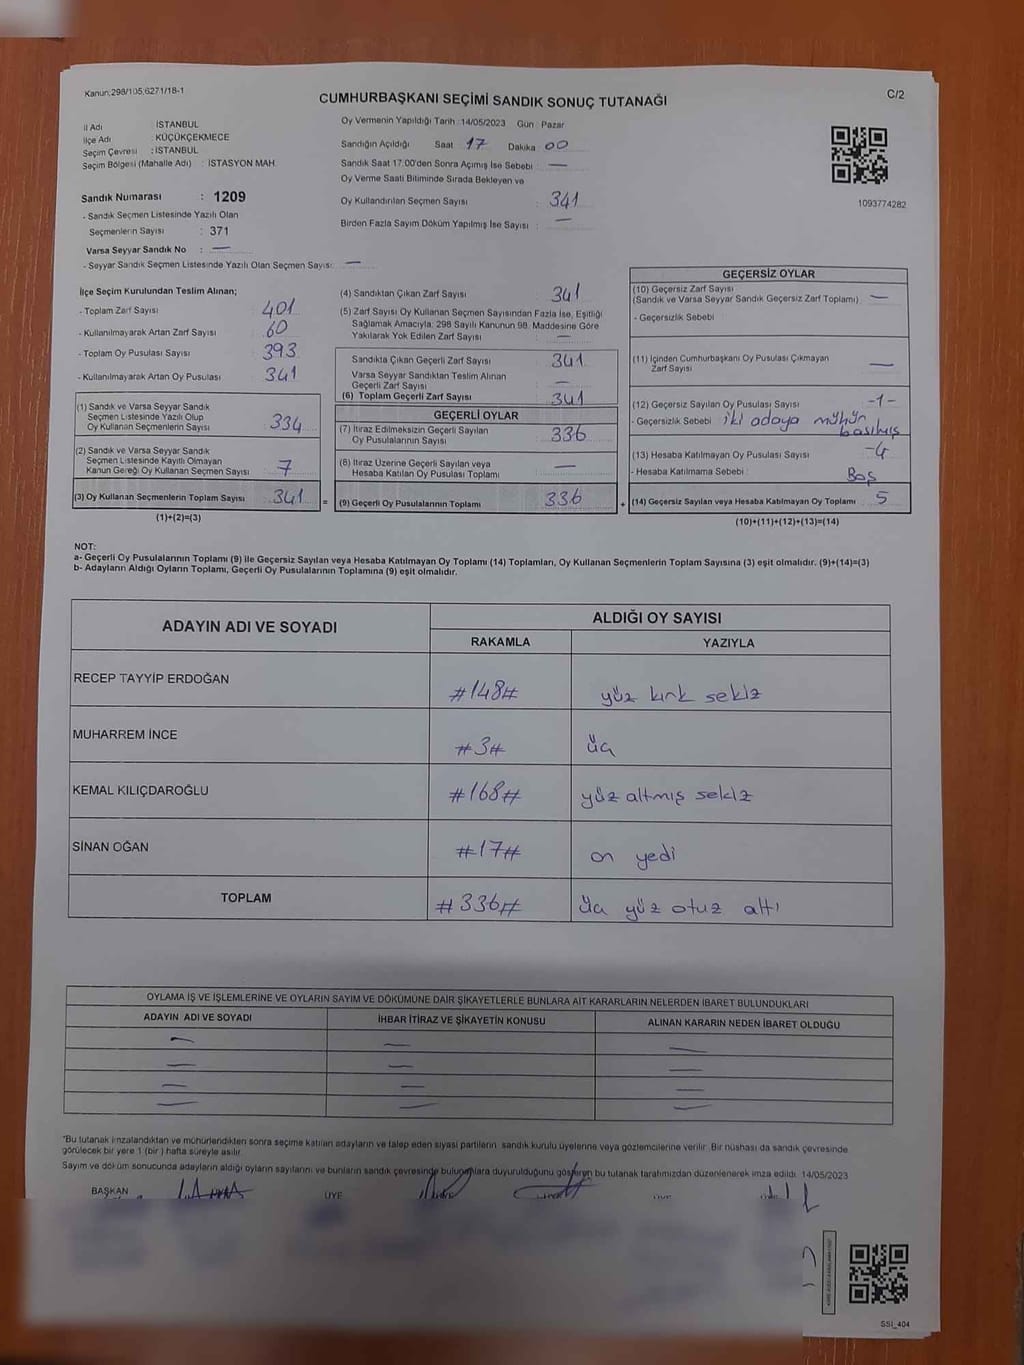 Kanun:298/105,6271/18-1
C/2
CUMHURBAŞKANI SEÇİMİ SANDIK SONUÇ TUTANAĞI
İl Adı : İSTANBUL
İlçe Adı : KÜÇÜKÇEKMECE
Seçim Çevresi : İSTANBUL
Seçim Bölgesi (Mahalle Adı) : İSTASYON MAH.
Sandık Numarası : 1209
- Sandık Seçmen Listesinde Yazılı Olan
Seçmenlerin Sayısı : 371
Varsa Seyyar Sandık No : —
- Seyyar Sandık Seçmen Listesinde Yazılı Olan Seçmen Sayısı: —
Oy Vermenin Yapıldığı Tarih :14/05/2023 Gün : Pazar
Sandığın Açıldığı Saat 17 Dakika 00
Sandık Saat 17:00'den Sonra Açımış İse Sebebi : —
Oy Verme Saati Bitiminde Sırada Bekleyen ve
Oy Kullandırılan Seçmen Sayısı : 341
Birden Fazla Sayım Döküm Yapılmış İse Sayısı : —
1093774282
İlçe Seçim Kurulundan Teslim Alınan;
- Toplam Zarf Sayısı : 401
- Kullanılmayarak Artan Zarf Sayısı : 60
- Toplam Oy Pusulası Sayısı : 393
- Kullanılmayarak Artan Oy Pusulası : 341
(1) Sandık ve Varsa Seyyar Sandık
Seçmen Listesinde Yazılı Olup
Oy Kullanan Seçmenlerin Sayısı : 334
(2) Sandık ve Varsa Seyyar Sandık
Seçmen Listesinde Kayıtlı Olmayan
Kanun Gereği Oy Kullanan Seçmen Sayısı : 7
(3) Oy Kullanan Seçmenlerin Toplam Sayısı : 341 =
(1)+(2)=(3)
(4) Sandıktan Çıkan Zarf Sayısı : 341
(5) Zarf Sayısı Oy Kullanan Seçmen Sayısından Fazla İse, Eşitliği
Sağlamak Amacıyla; 298 Sayılı Kanunun 98. Maddesine Göre
Yakılarak Yok Edilen Zarf Sayısı : —
Sandıkta Çıkan Geçerli Zarf Sayısı : 341
Varsa Seyyar Sandıktan Teslim Alınan
Geçerli Zarf Sayısı : —
(6) Toplam Geçerli Zarf Sayısı : 341
GEÇERLİ OYLAR
(7) İtiraz Edilmeksizin Geçerli Sayılan
Oy Pusulasının Sayısı : 336
(8) İtiraz Üzerine Geçerli Sayılan veya
Hesaba Katılan Oy Pusulası Toplamı : —
(9) Geçerli Oy Pusulalarının Toplamı : 336 +
GEÇERSİZ OYLAR
(10) Geçersiz Zarf Sayısı
(Sandık ve Varsa Seyyar Sandık Geçersiz Zarf Toplamı) : —
- Geçersizlik Sebebi :
(11) İçinden Cumhurbaşkanı Oy Pusulası Çıkmayan
Zarf Sayısı : —
(12) Geçersiz Sayılan Oy Pusulası Sayısı : -1-
- Geçersizlik Sebebi : iki adaya mühür
basılmış
(13) Hesaba Katılmayan Oy Pusulası Sayısı : -4
- Hesaba Katılmama Sebebi : Boş
(14) Geçersiz Sayılan veya Hesaba Katılmayan Oy Toplamı : 5
(10)+(11)+(12)+(13)=(14)
NOT:
a- Geçerli Oy Pusulalarının Toplamı (9) ile Geçersiz Sayılan veya Hesaba Katılmayan Oy Toplamı (14) Toplamları, Oy Kullanan Seçmenlerin Toplam Sayısına (3) eşit olmalıdır. (9)+(14)=(3)
b- Adayların Aldığı Oyların Toplamı, Geçerli Oy Pusulalarının Toplamına (9) eşit olmalıdır.
ADAYIN ADI VE SOYADI ALDIĞI OY SAYISI
RAKAMLA YAZIYLA
RECEP TAYYİP ERDOĞAN #148# yüz kırk sekiz
MUHARREM İNCE #3# üç
KEMAL KILIÇDAROĞLU #168# yüz altmış sekiz
SİNAN OĞAN #17# on yedi
TOPLAM #336# üç yüz otuz altı
OYLAMA İŞ VE İŞLEMLERİNE VE OYLARIN SAYIM VE DÖKÜMÜNE DAİR ŞİKAYETLERLE BUNLARA AİT KARARLARIN NELERDEN İBARET BULUNDUKLARI
ADAYIN ADI VE SOYADI İHBAR İTİRAZ VE ŞİKAYETİN KONUSU ALINAN KARARIN NEDEN İBARET OLDUĞU
— — —
— — —
— — —
— — —
*Bu tutanak imzalandıktan ve mühürlendikten sonra seçime katılan adayların ve talep eden siyasi partilerin sandık kurulu üyelerine veya gözlemcilerine verilir. Bir nüshası da sandık çevresinde
görülecek bir yere 1 (bir ) hafta süreyle asılır.
Sayım ve döküm sonucunda adayların aldığı oyların sayılarını ve bunların sandık çevresinde bulunanlara duyurulduğunu gösteren bu tutanak tarafımızdan düzenlenerek imza edildi. 14/05/2023
BAŞKAN ÜYE
SSİ_404